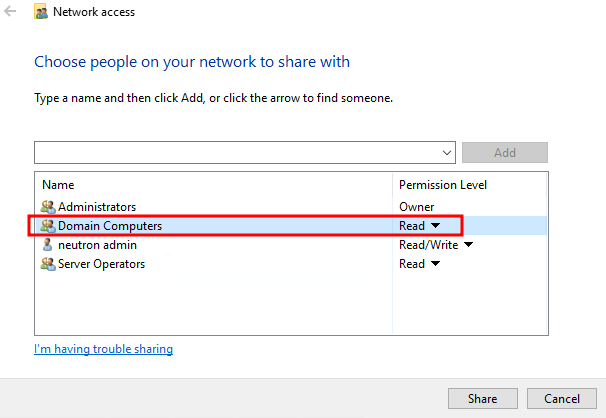 Network access
Choose people on your network to share with
Type a name and then click Add, or click the arrow to find someone.
Add
Name Permission Level
Administrators Owner
Domain Computers Read
neutron admin Read/Write
Server Operators Read
I'm having trouble sharing
Share Cancel